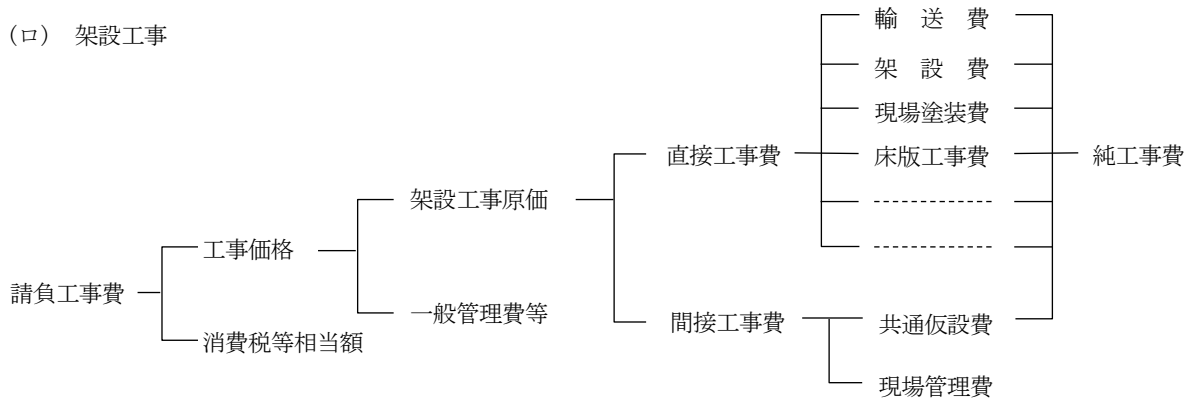 (ロ) 架設工事
輸 送 費
架 設 費
現場塗装費
直接工事費
床版工事費
純工事費
架設工事原価
工事価格
請負工事費
一般管理費等
間接工事費
共通仮設費
消費税等相当額
現場管理費